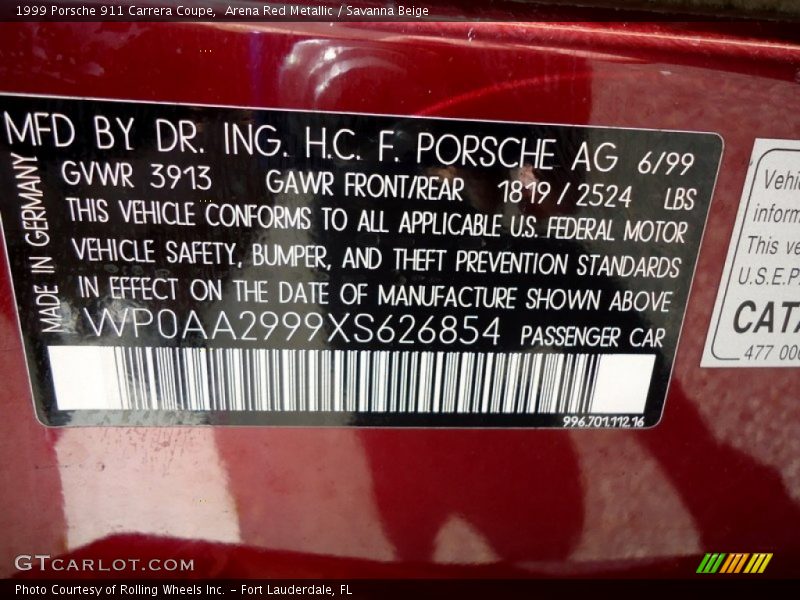 1999 Porsche 911 Carrera Coupe,  Arena Red Metallic / Savanna Beige
MFD BY DR. ING. H.C. F. PORSCHE AG 6/99
GVWR 3913 GAWR FRONT/REAR 1819 / 2524 LBS
THIS VEHICLE CONFORMS TO ALL APPLICABLE U.S. FEDERAL MOTOR
VEHICLE SAFETY, BUMPER, AND THEFT PREVENTION STANDARDS
IN EFFECT ON THE DATE OF MANUFACTURE SHOWN ABOVE
WP0AA2999XS626854 PASSENGER CAR
996.701.112.16
MADE IN GERMANY
Vehi
inform
This ve
U.S.E.P
CATA
477 000
GTCARLOT.COM
Photo Courtesy of Rolling Wheels Inc. - Fort Lauderdale, FL